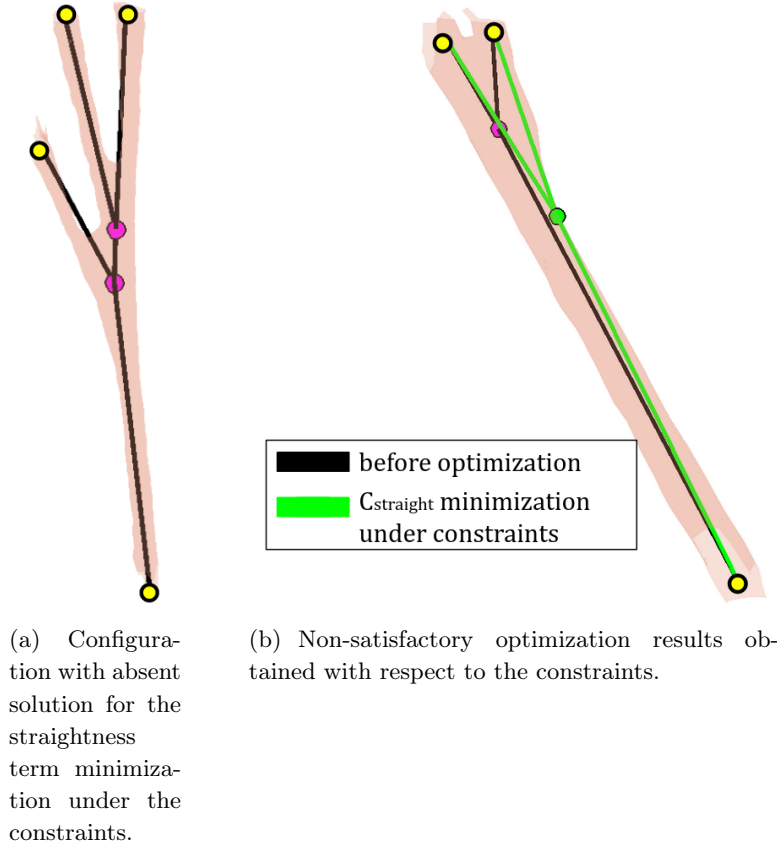 before optimization
Cstraight minimization
under constraints
(a) Configura-
tion with absent
solution for the
straightness
term minimiza-
tion under the
constraints.
(b) Non-satisfactory optimization results ob-
tained with respect to the constraints.